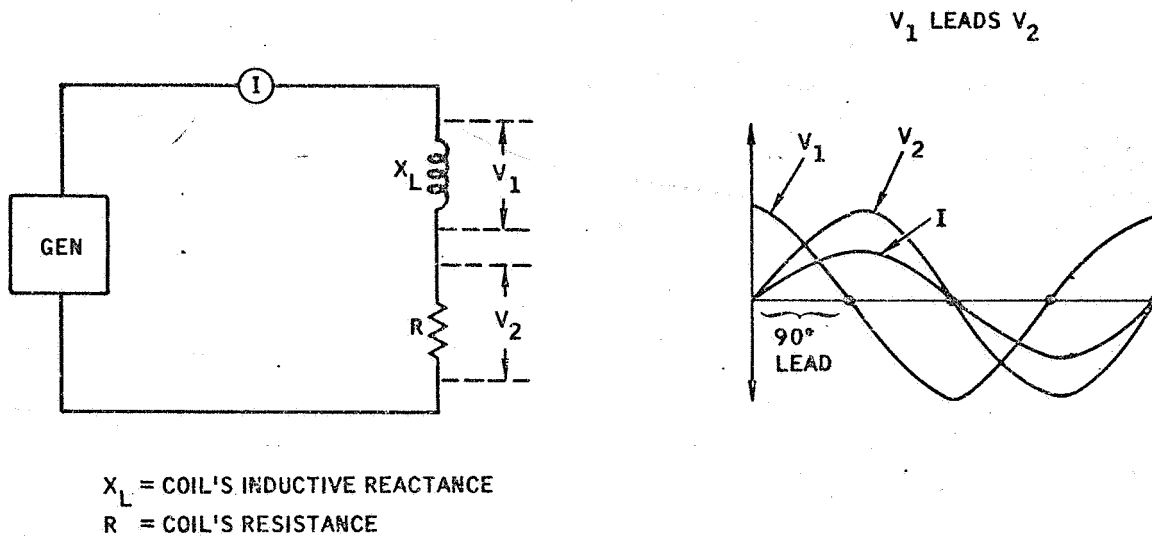 V1 LEADS V2
I
XL
V1
GEN
R
V2
V1
V2
I
90°
LEAD
XL = COIL'S INDUCTIVE REACTANCE
R = COIL'S RESISTANCE